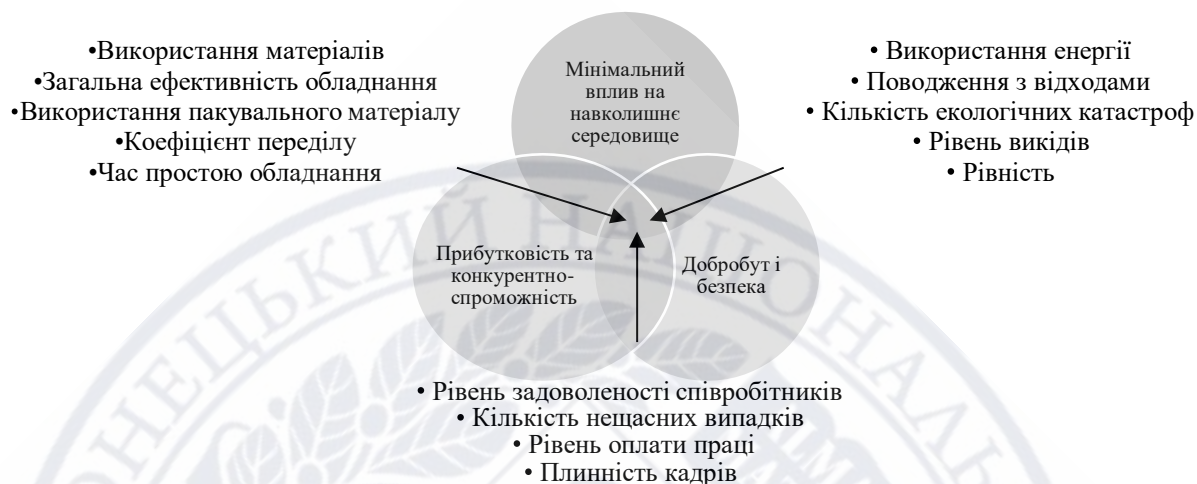 •Використання матеріалів
•Загальна ефективність обладнання
•Використання пакувального матеріалу
•Коефіцієнт переділу
•Час простою обладнання
Мінімальний
вплив на
навколишнє
середовище
• Використання енергії
• Поводження з відходами
• Кількість екологічних катастроф
• Рівень викідів
• Рівність
Прибутковість та
конкурентно-
спроможність
Добробут і
безпека
• Рівень задоволеності співробітників
• Кількість нещасних випадків
• Рівень оплати праці
• Плинність кадрів